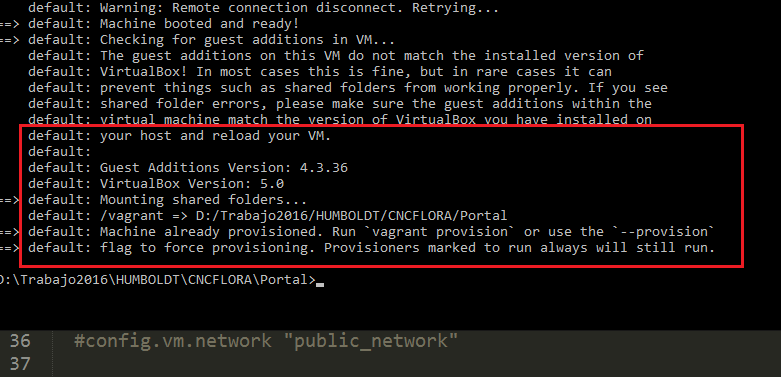 default: Warning: Remote connection disconnect. Retrying...
==> default: Machine booted and ready!
==> default: Checking for guest additions in VM...
default: The guest additions on this VM do not match the installed version of
default: VirtualBox! In most cases this is fine, but in rare cases it can
default: prevent things such as shared folders from working properly. If you see
default: shared folder errors, please make sure the guest additions within the
default: virtual machine match the version of VirtualBox you have installed on
default: your host and reload your VM.
default:
default: Guest Additions Version: 4.3.36
default: VirtualBox Version: 5.0
==> default: Mounting shared folders...
default: /vagrant => D:/Trabajo2016/HUMBOLDT/CNCFLORA/Portal
==> default: Machine already provisioned. Run `vagrant provision` or use the `--provision`
==> default: flag to force provisioning. Provisioners marked to run always will still run.
D:\Trabajo2016\HUMBOLDT\CNCFLORA\Portal>_
36 #config.vm.network "public_network"
37